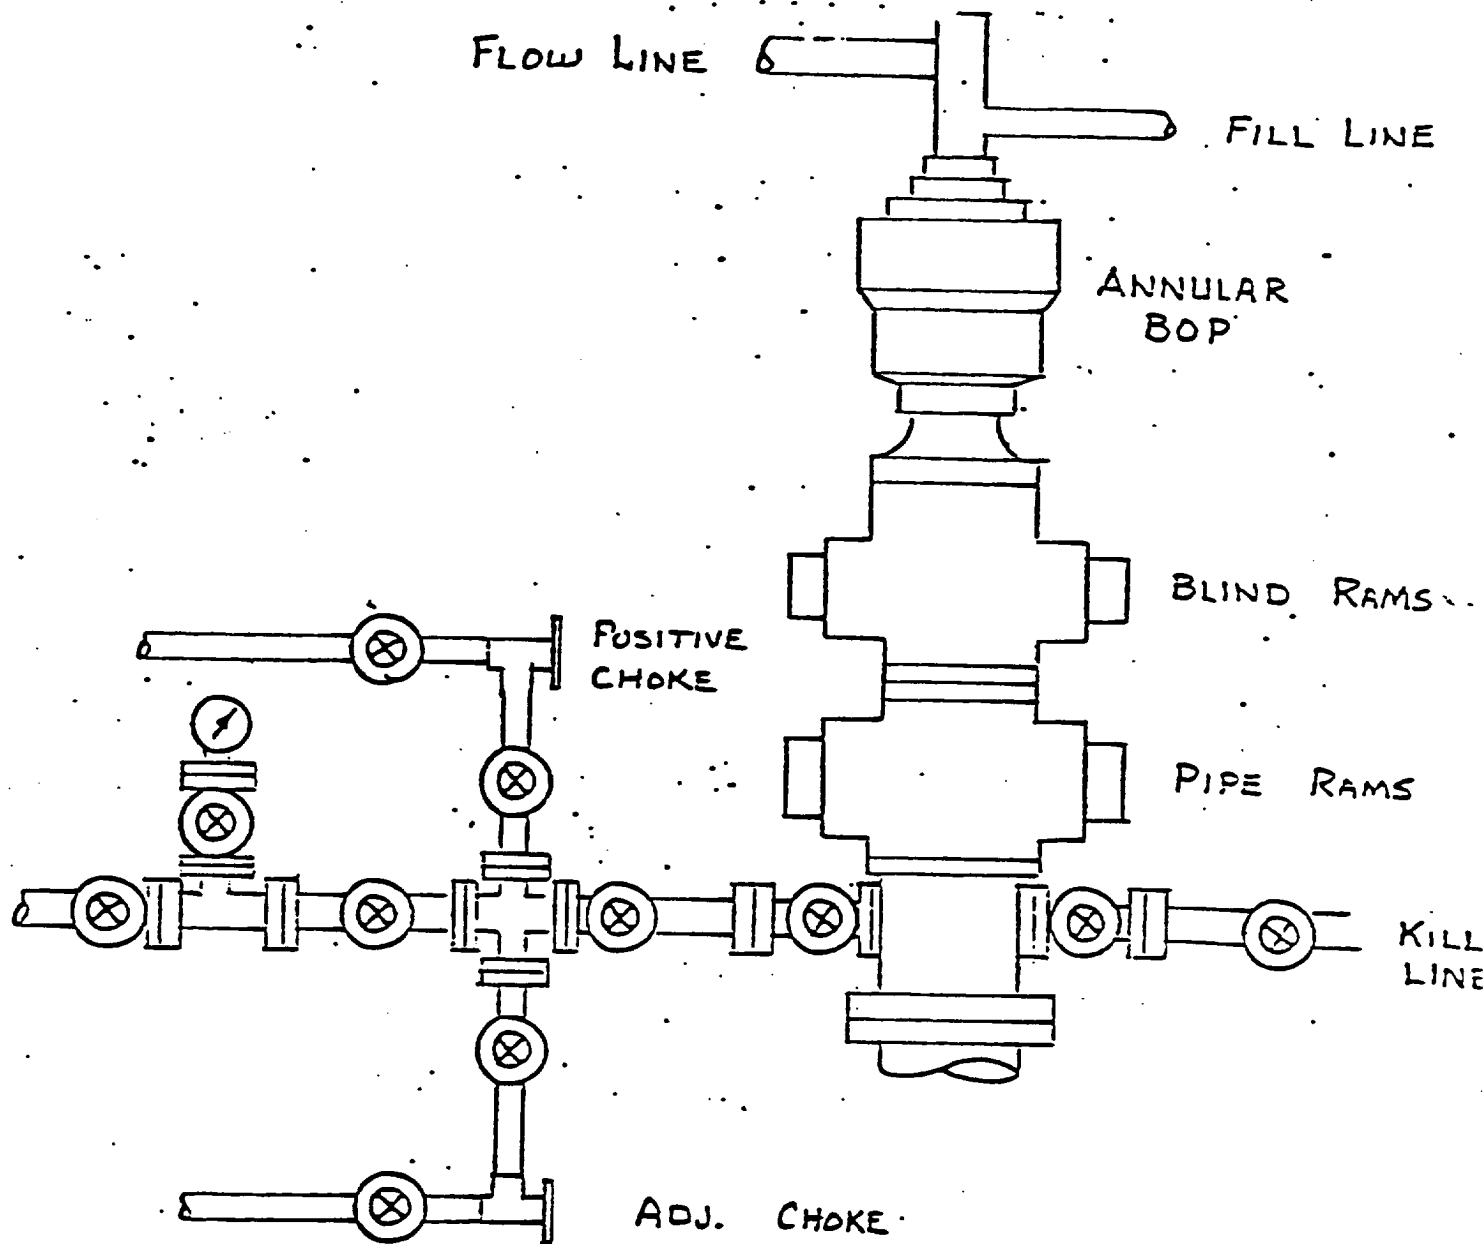 FLOW LINE
FILL LINE
ANNULAR
BOP
BLIND RAMS
POSITIVE
CHOKE
PIPE RAMS
KILL
LINE
ADJ. CHOKE